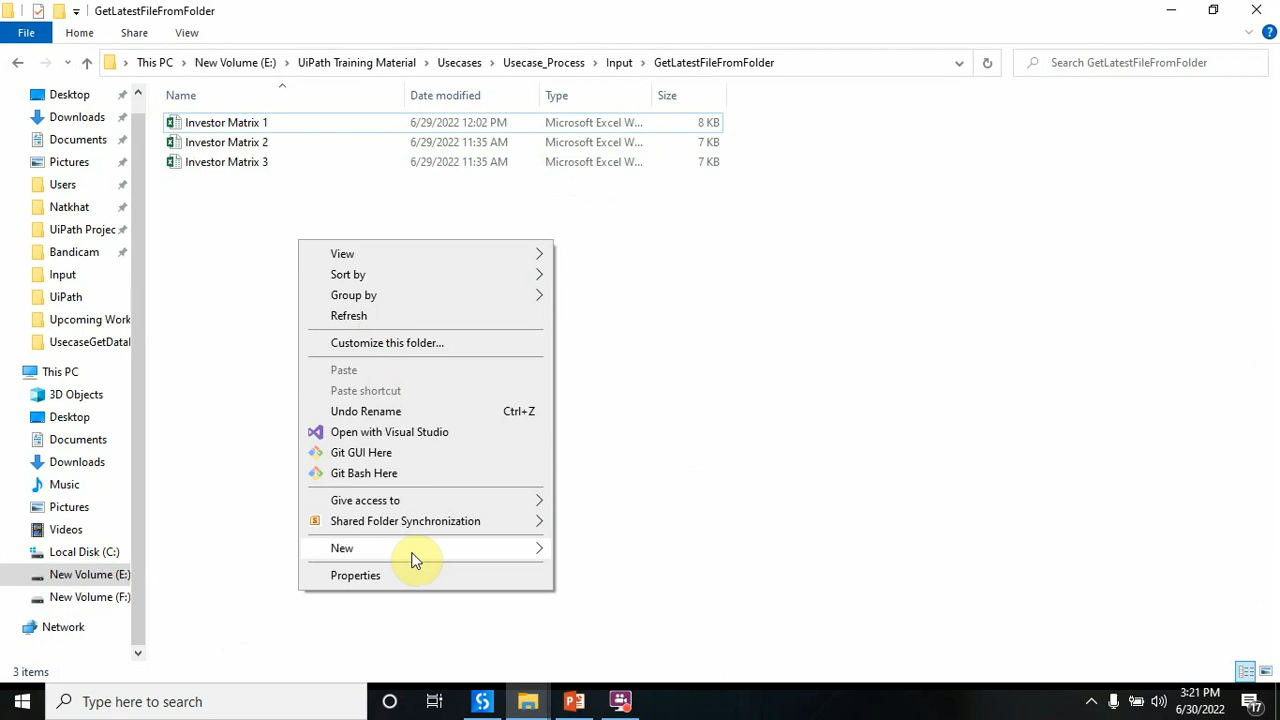 GetLatestFileFromFolder
File Home Share View
This PC New Volume (E:) UiPath Training Material Usecases Usecase_Process Input GetLatestFileFromFolder Search GetLatestFileFromFolder
Name Date modified Type Size
Investor Matrix 1 6/29/2022 12:02 PM Microsoft Excel W... 8 KB
Investor Matrix 2 6/29/2022 11:35 AM Microsoft Excel W... 7 KB
Investor Matrix 3 6/29/2022 11:35 AM Microsoft Excel W... 7 KB
Desktop
Downloads
Documents
Pictures
Users
Natkhat
UiPath Projec
Bandicam
Input
UiPath
Upcoming Work
UsecaseGetDatal
This PC
3D Objects
Desktop
Documents
Downloads
Music
Pictures
Videos
Local Disk (C:)
New Volume (E:)
New Volume (F:)
Network
View
Sort by
Group by
Refresh
Customize this folder...
Paste
Paste shortcut
Undo Rename Ctrl+Z
Open with Visual Studio
Git GUI Here
Git Bash Here
Give access to
Shared Folder Synchronization
New
Properties
3 items
Type here to search
3:21 PM
6/30/2022
17